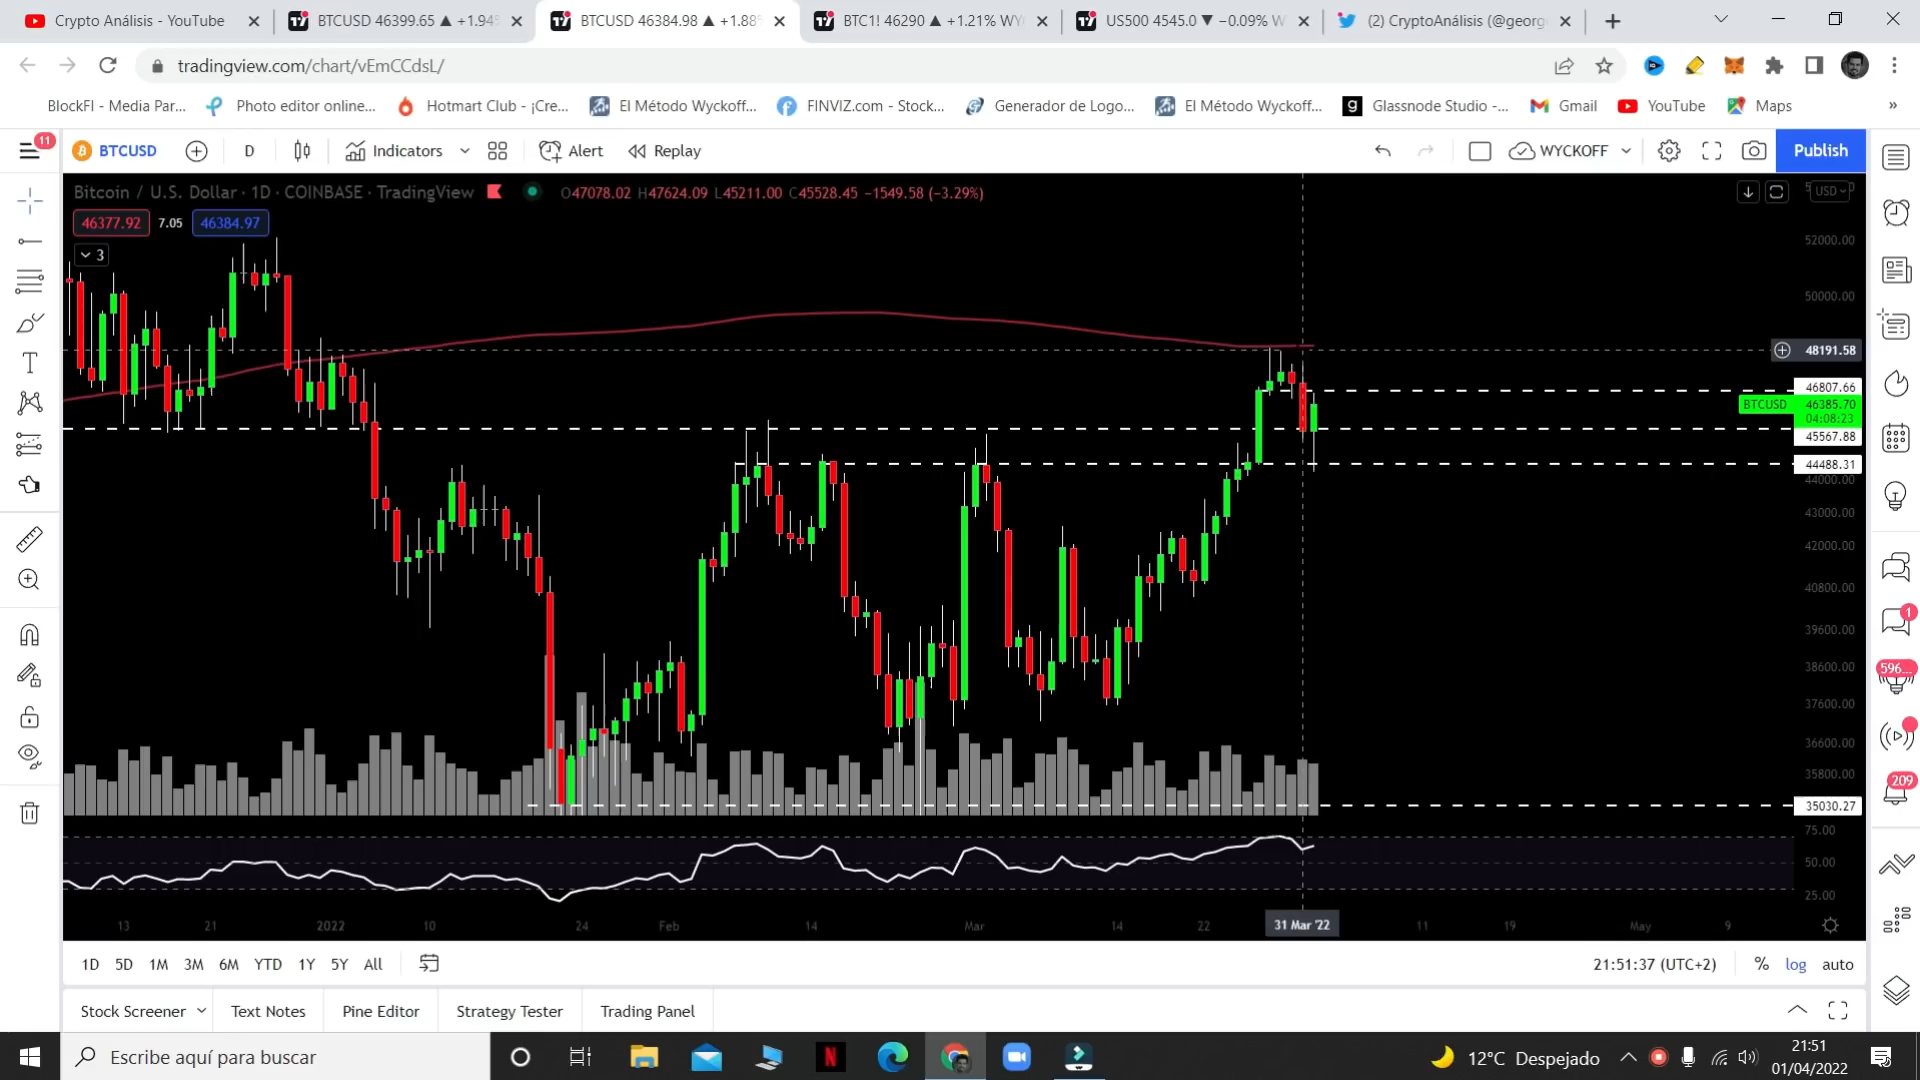 Crypto Análisis - YouTube
BTCUSD 46399.65 ▲ +1.94%
BTCUSD 46384.98 ▲ +1.88%
BTC1! 46290 ▲ +1.21% WY
US500 4545.0 ▼ −0.09% W
(2) CryptoAnálisis (@georg
tradingview.com/chart/vEmCCdsL/
BlockFI - Media Par...
Photo editor online...
Hotmart Club - ¡Cre...
El Método Wyckoff...
FINVIZ.com - Stock...
Generador de Logo...
El Método Wyckoff...
Glassnode Studio -...
Gmail
YouTube
Maps
»
11
BTCUSD
D
Indicators
Alert
Replay
WYCKOFF
Publish
Bitcoin / U.S. Dollar · 1D · COINBASE · TradingView
O47078.02 H47624.09 L45211.00 C45528.45 −1549.58 (−3.29%)
USD
46377.92
7.05
46384.97
3
52000.00
50000.00
48191.58
46807.66
BTCUSD 46385.70
04:08:23
45567.88
44488.31
44000.00
43000.00
42000.00
40800.00
39600.00
38600.00
37600.00
36600.00
35800.00
35030.27
75.00
50.00
25.00
13
21
2022
10
24
Feb
14
Mar
14
22
31 Mar '22
11
19
May
9
1
596...
209
1D 5D 1M 3M 6M YTD 1Y 5Y All
21:51:37 (UTC+2)
% log auto
Stock Screener
Text Notes
Pine Editor
Strategy Tester
Trading Panel
Escribe aquí para buscar
N
12°C Despejado
21:51
01/04/2022